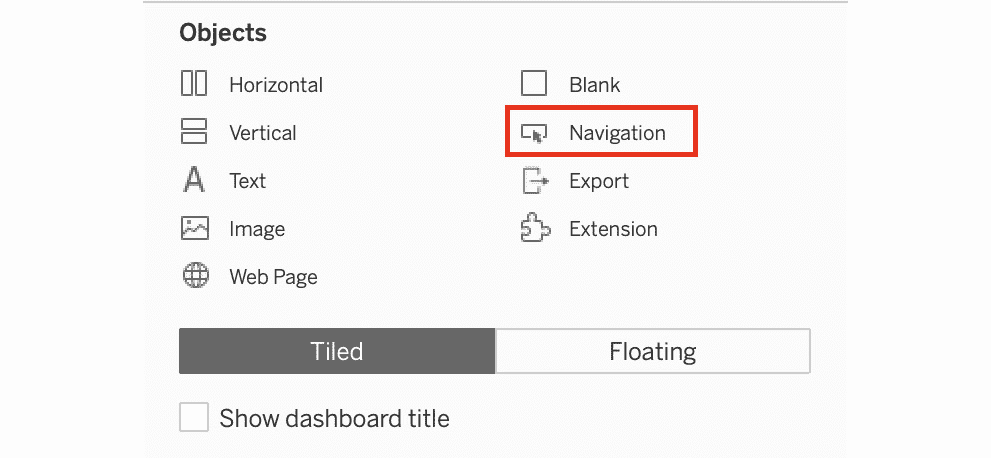 Objects
Horizontal
Blank
Vertical
Navigation
Text
Export
Image
Extension
Web Page
Tiled
Floating
Show dashboard title